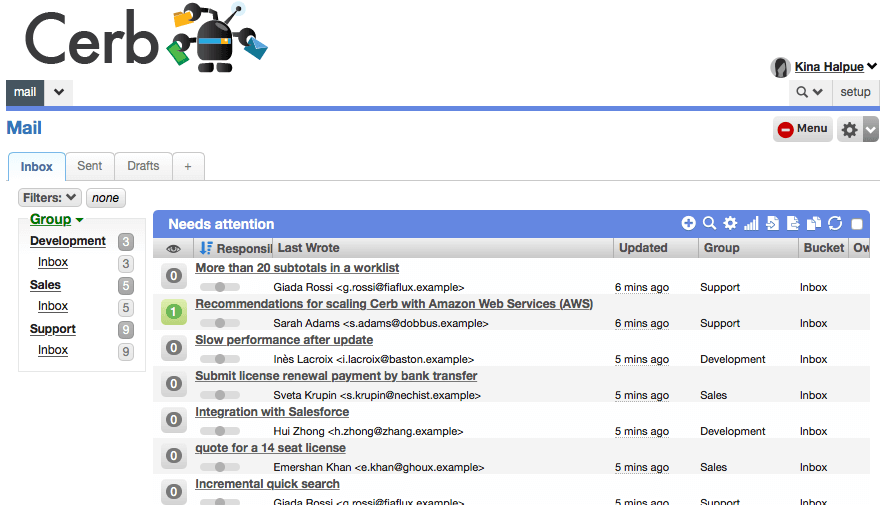 Cerb
Kina Halpue
mail
setup
Mail
Menu
Inbox Sent Drafts +
Filters: none
Group
Development 3
Inbox 3
Sales 5
Inbox 5
Support 9
Inbox 9
Needs attention
Responsil Last Wrote Updated Group Bucket Ow
0 More than 20 subtotals in a worklist
Giada Rossi <g.rossi@fiaflux.example> 6 mins ago Support Inbox
1 Recommendations for scaling Cerb with Amazon Web Services (AWS)
Sarah Adams <s.adams@dobbus.example> 6 mins ago Support Inbox
0 Slow performance after update
Inès Lacroix <i.lacroix@baston.example> 5 mins ago Development Inbox
0 Submit license renewal payment by bank transfer
Sveta Krupin <s.krupin@nechist.example> 5 mins ago Sales Inbox
0 Integration with Salesforce
Hui Zhong <h.zhong@zhang.example> 5 mins ago Development Inbox
0 quote for a 14 seat license
Emershan Khan <e.khan@ghoux.example> 5 mins ago Sales Inbox
0 Incremental quick search
Giada Rossi <g.rossi@fiaflux.example> 5 mins ago Support Inbox